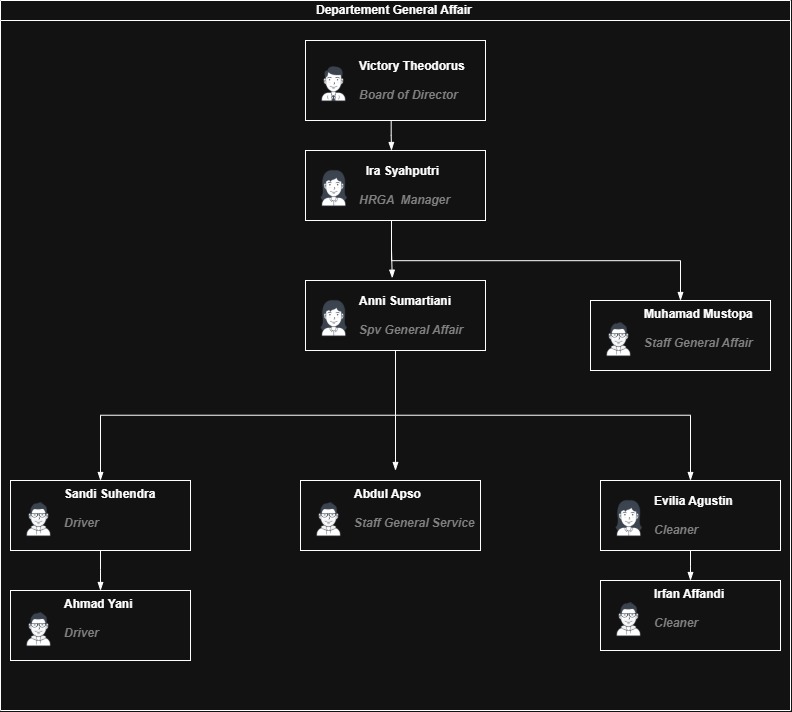 Departement General Affair
Victory Theodorus
Board of Director
Ira Syahputri
HRGA Manager
Anni Sumartiani
Spv General Affair
Muhamad Mustopa
Staff General Affair
Sandi Suhendra
Driver
Abdul Apso
Staff General Service
Evilia Agustin
Cleaner
Ahmad Yani
Driver
Irfan Affandi
Cleaner